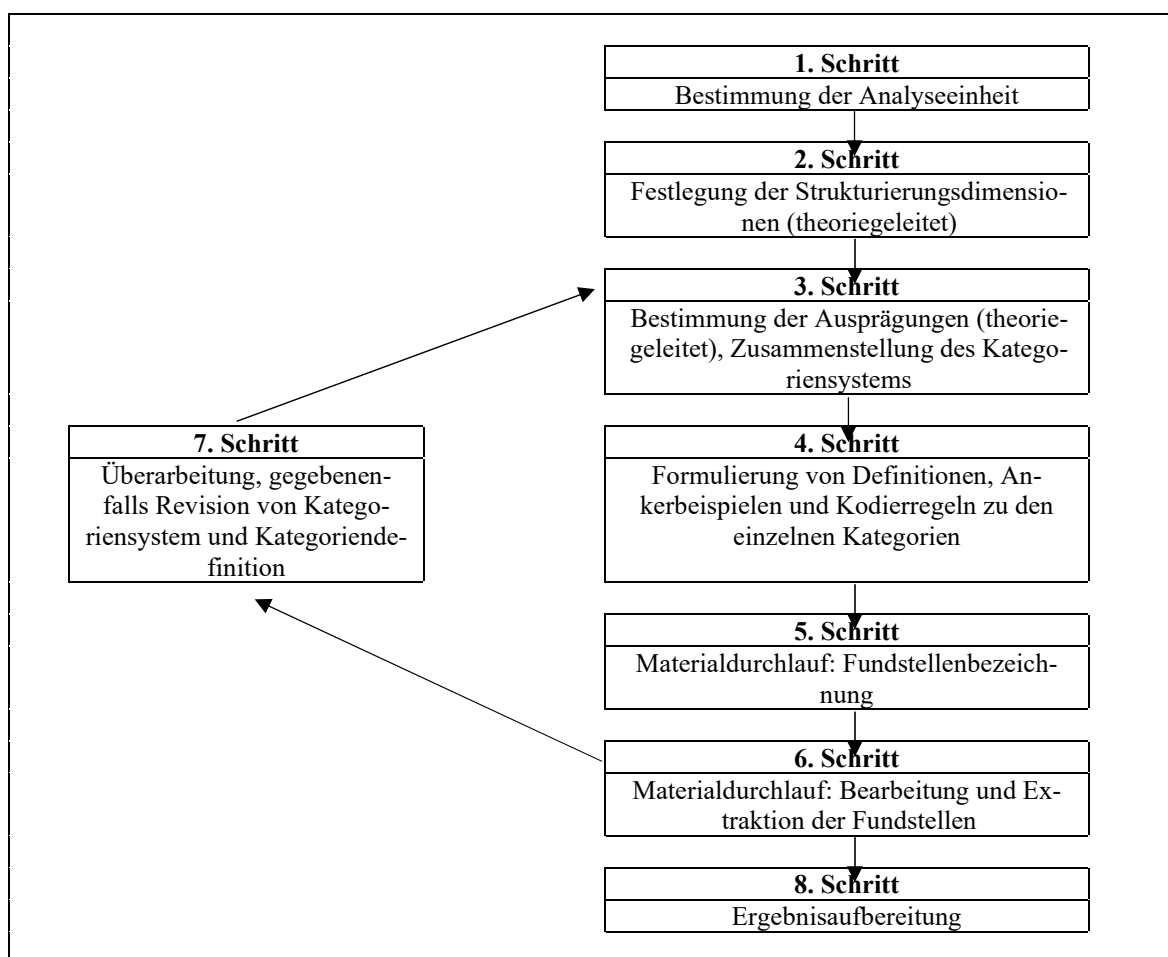 1. Schritt
Bestimmung der Analyseeinheit
2. Schritt
Festlegung der Strukturierungsdimensio-
nen (theoriegeleitet)
3. Schritt
Bestimmung der Ausprägungen (theorie-
geleitet), Zusammenstellung des Katego-
riensystems
4. Schritt
Formulierung von Definitionen, An-
kerbeispielen und Kodierregeln zu den
einzelnen Kategorien
5. Schritt
Materialdurchlauf: Fundstellenbezeich-
nung
6. Schritt
Materialdurchlauf: Bearbeitung und Ex-
traktion der Fundstellen
7. Schritt
Überarbeitung, gegebenen-
falls Revision von Katego-
riensystem und Kategoriende-
finition
8. Schritt
Ergebnisaufbereitung